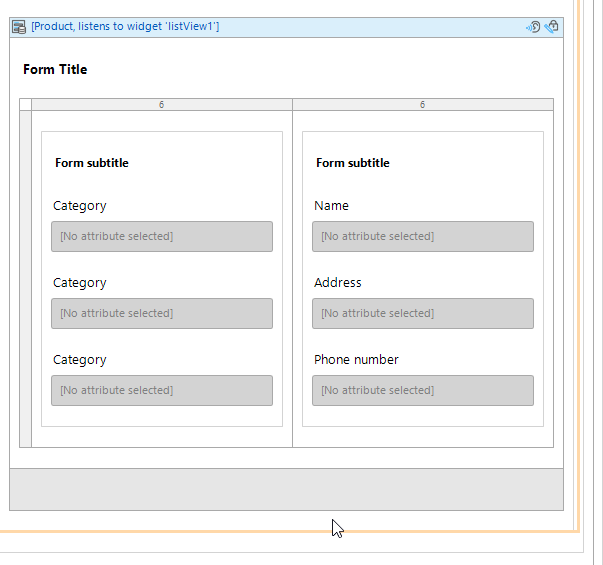 [Product, listens to widget 'listView1']
Form Title
6
6
Form subtitle
Category
[No attribute selected]
Category
[No attribute selected]
Category
[No attribute selected]
Form subtitle
Name
[No attribute selected]
Address
[No attribute selected]
Phone number
[No attribute selected]